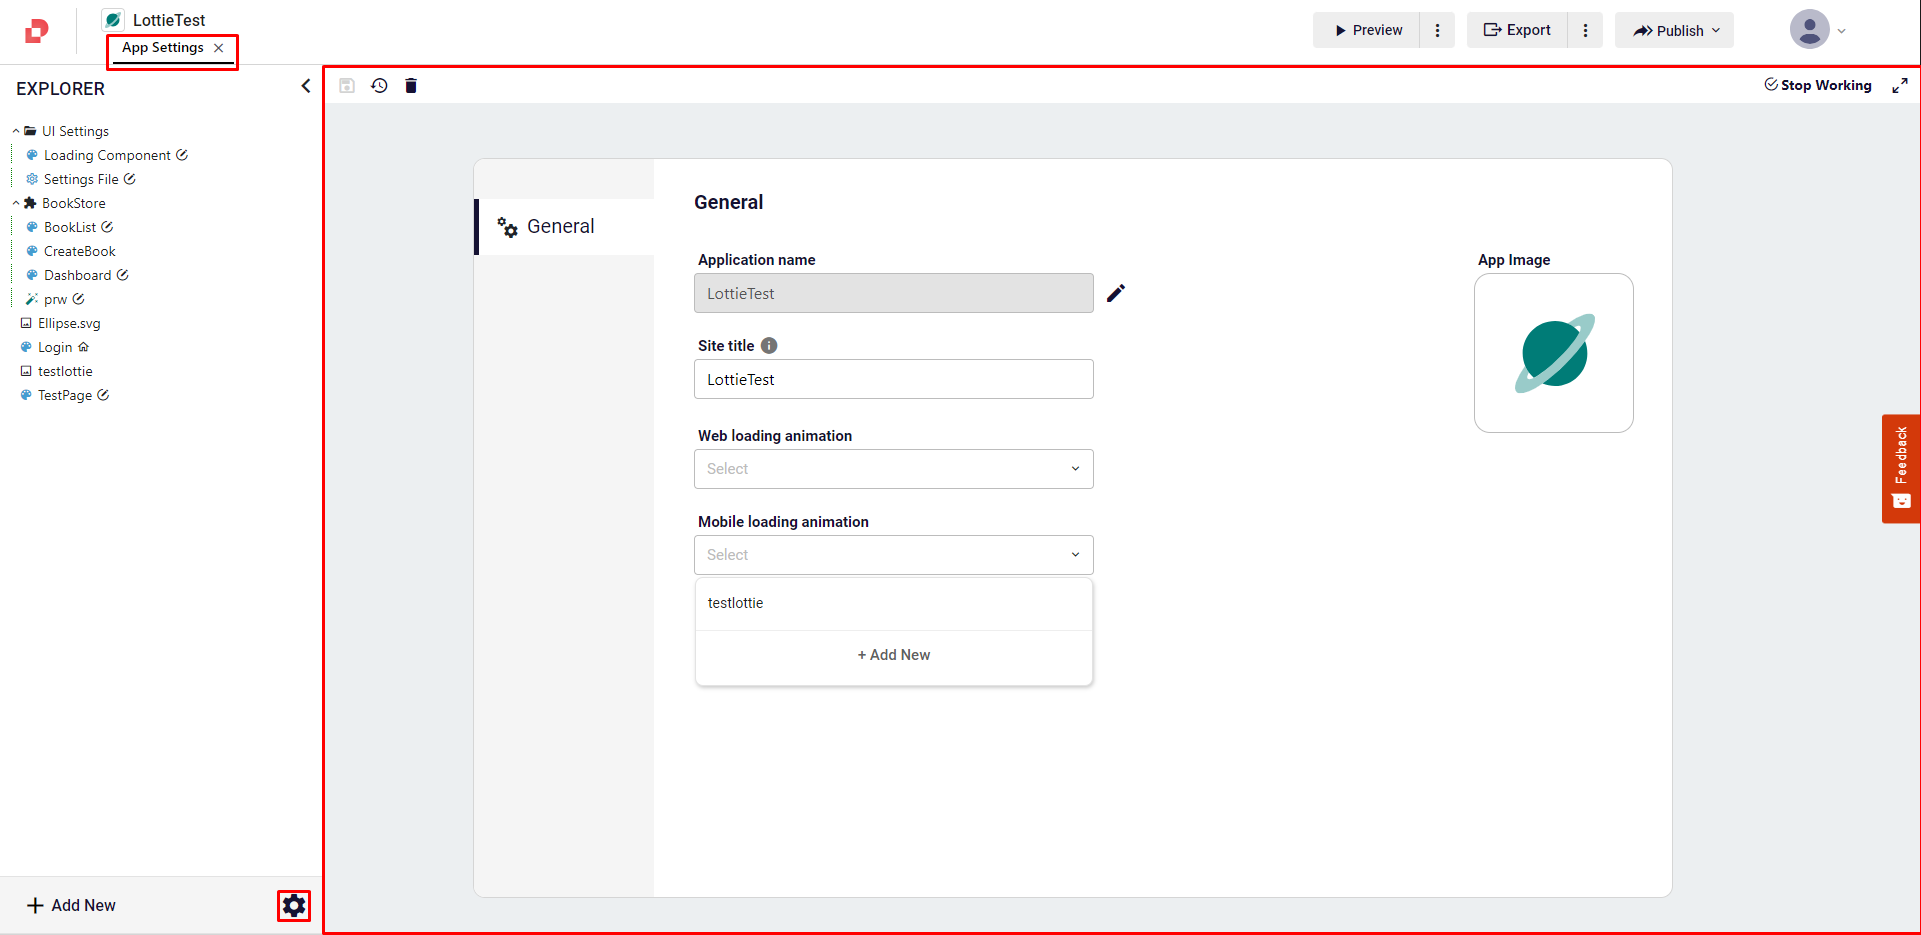 LottieTest
App Settings
Preview
Export
Publish
EXPLORER
UI Settings
Loading Component
Settings File
BookStore
BookList
CreateBook
Dashboard
prw
Ellipse.svg
Login
testlottie
TestPage
Add New
Stop Working
General
General
Application name
LottieTest
App Image
Site title
LottieTest
Web loading animation
Select
Mobile loading animation
Select
testlottie
+ Add New
Feedback